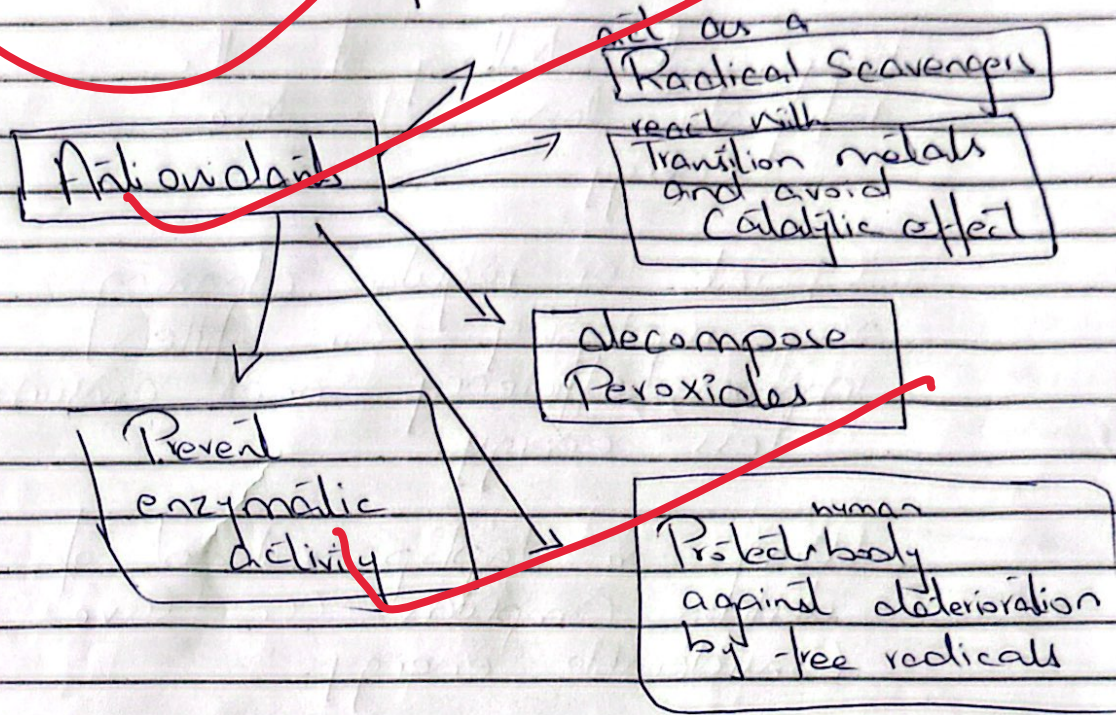 act as a
Radical Scavengers
Antioxidants
react with
Transition metals
and avoid
Catalytic effect
decompose
Peroxides
Prevent
enzymatic
activity
human
Protect body
against deterioration
by free radicals